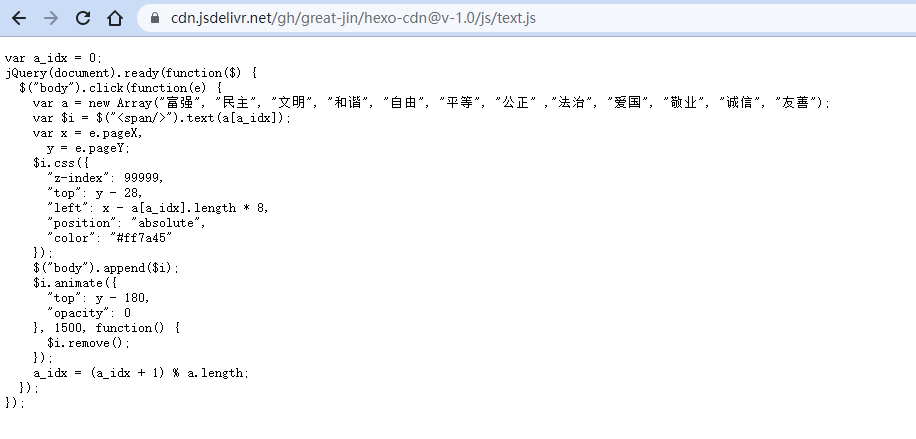 cdn.jsdelivr.net/gh/great-jin/hexo-cdn@v-1.0/js/text.js
var a_idx = 0;
jQuery(document).ready(function($) {
  $("body").click(function(e) {
    var a = new Array("富强", "民主", "文明", "和谐", "自由", "平等", "公正" ,"法治", "爱国", "敬业", "诚信", "友善");
    var $i = $("<span/>").text(a[a_idx]);
    var x = e.pageX,
      y = e.pageY;
    $i.css({
      "z-index": 99999,
      "top": y - 28,
      "left": x - a[a_idx].length * 8,
      "position": "absolute",
      "color": "#ff7a45"
    });
    $("body").append($i);
    $i.animate({
      "top": y - 180,
      "opacity": 0
    }, 1500, function() {
      $i.remove();
    });
    a_idx = (a_idx + 1) % a.length;
  });
});